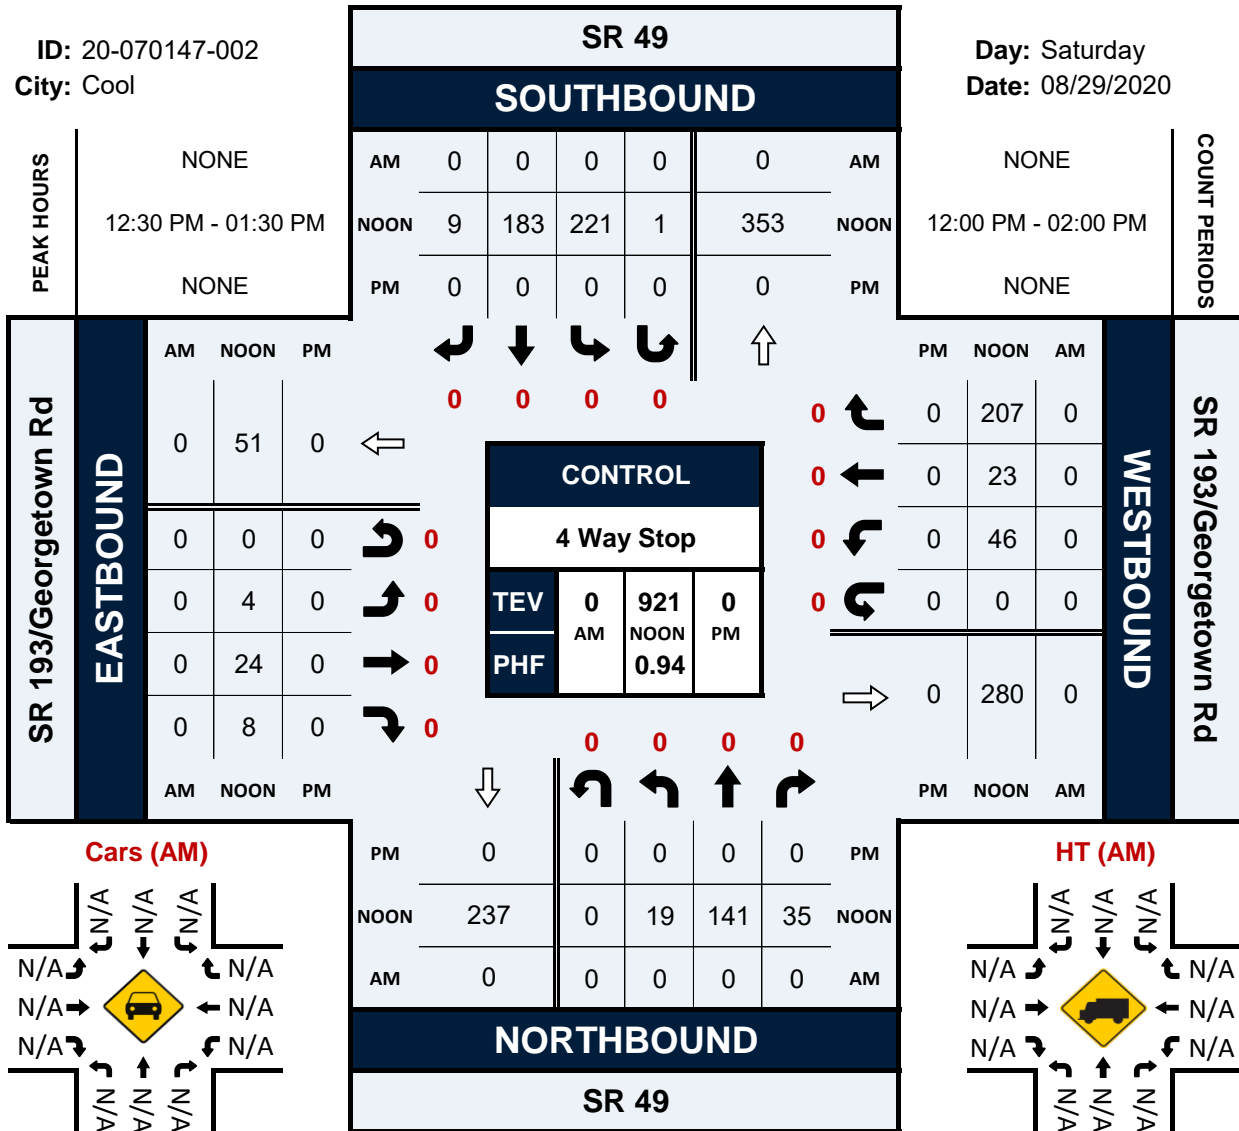 ID: 20-070147-002
City: Cool
SR 49
SOUTHBOUND
Day: Saturday
Date: 08/29/2020
PEAK HOURS
NONE
12:30 PM - 01:30 PM
NONE
AM 0 0 0 0 0 AM
NOON 9 183 221 1 353 NOON
PM 0 0 0 0 0 PM
NONE
12:00 PM - 02:00 PM
NONE
COUNT PERIODS
0 0 0 0
SR 193/Georgetown Rd
EASTBOUND
AM NOON PM
0 51 0
0 0 0 0
0 4 0 0
0 24 0 0
0 8 0 0
AM NOON PM
CONTROL
4 Way Stop
TEV 0 921 0
AM NOON PM
PHF 0.94
PM NOON AM
0 0 207 0
0 0 23 0
0 0 46 0
0 0 0 0
0 280 0
PM NOON AM
WESTBOUND
SR 193/Georgetown Rd
0 0 0 0
PM 0 0 0 0 0 PM
NOON 237 0 19 141 35 NOON
AM 0 0 0 0 0 AM
NORTHBOUND
SR 49
Cars (AM)
N/A N/A N/A
N/A N/A
N/A N/A
N/A N/A
N/A N/A N/A
HT (AM)
N/A N/A N/A
N/A N/A
N/A N/A
N/A N/A
N/A N/A N/A